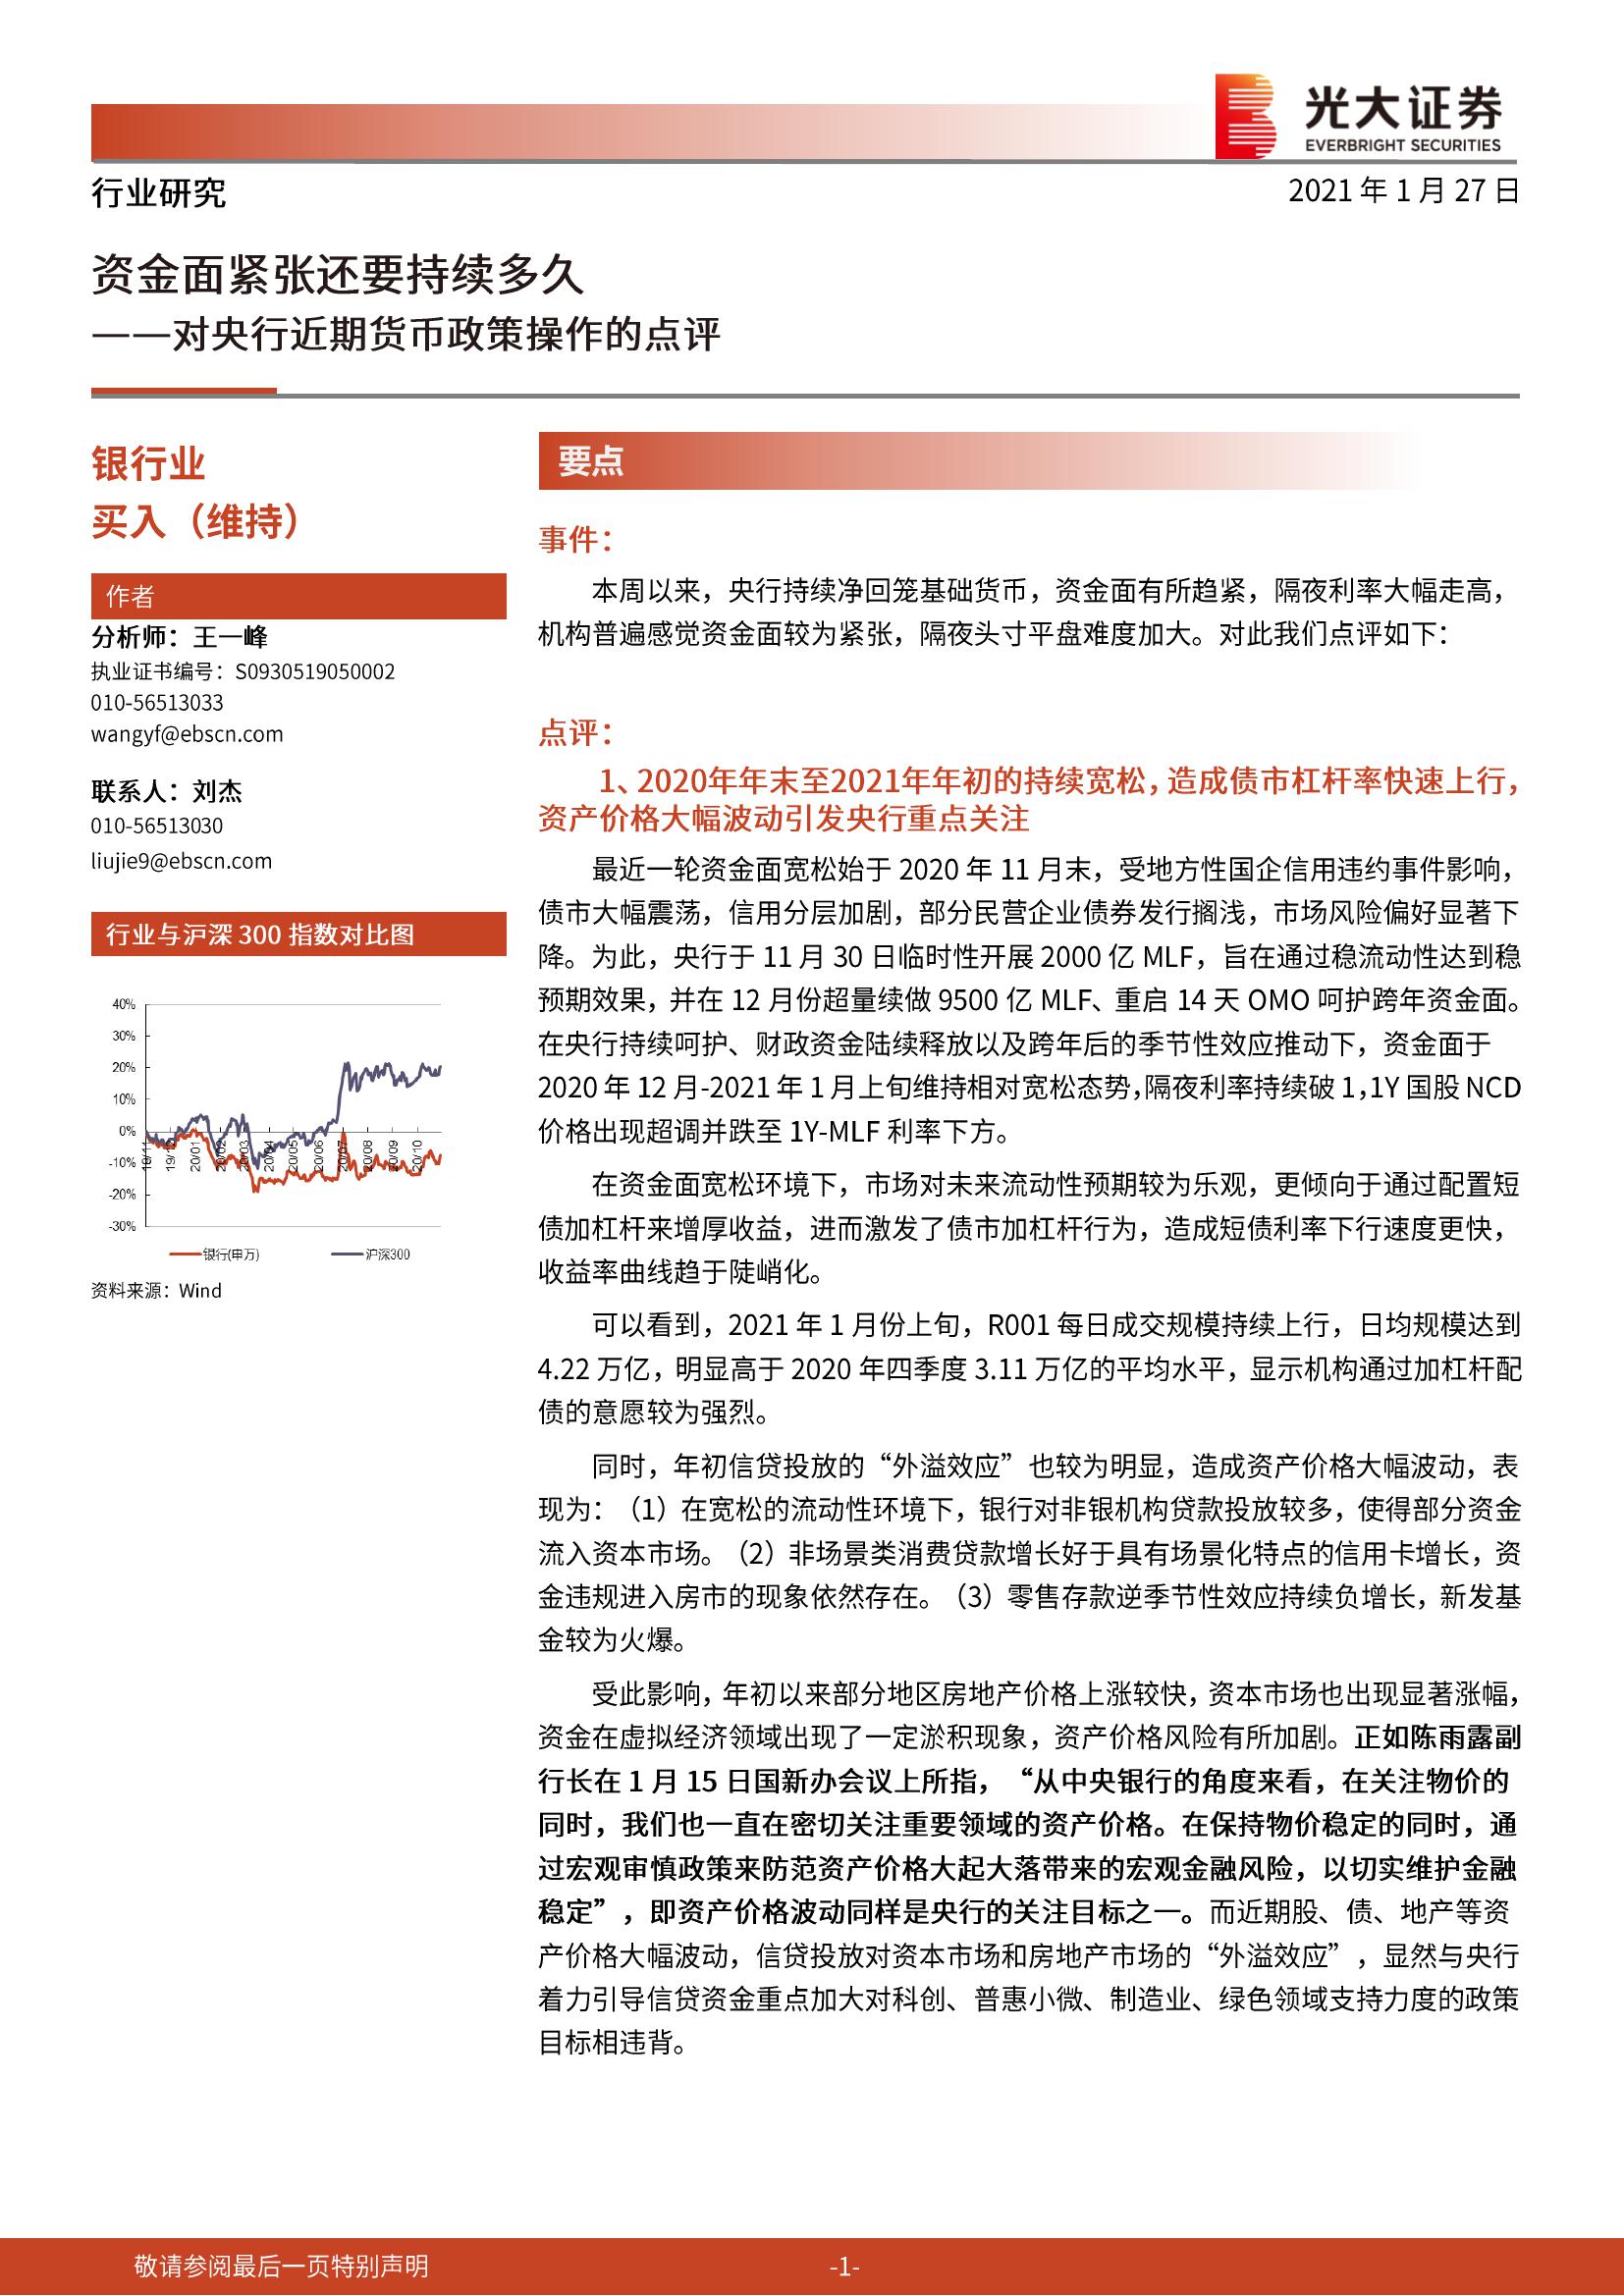 光大证券
EVERBRIGHT SECURITIES
行业研究
2021 年 1 月 27 日
资金面紧张还要持续多久
——对央行近期货币政策操作的点评
银行业
买入（维持）
作者
分析师：王一峰
执业证书编号：S0930519050002
010-56513033
wangyf@ebscn.com
联系人：刘杰
010-56513030
liujie9@ebscn.com
行业与沪深 300 指数对比图
40%
30%
20%
10%
0%
-10%
-20%
-30%
19/11
19/12
20/01
20/02
20/03
20/04
20/05
20/06
20/07
20/08
20/09
20/10
银行(申万)
沪深300
资料来源：Wind
要点
事件：
本周以来，央行持续净回笼基础货币，资金面有所趋紧，隔夜利率大幅走高，
机构普遍感觉资金面较为紧张，隔夜头寸平盘难度加大。对此我们点评如下：
点评：
1、2020年年末至2021年年初的持续宽松，造成债市杠杆率快速上行，
资产价格大幅波动引发央行重点关注
最近一轮资金面宽松始于 2020 年 11 月末，受地方性国企信用违约事件影响，
债市大幅震荡，信用分层加剧，部分民营企业债券发行搁浅，市场风险偏好显著下
降。为此，央行于 11 月 30 日临时性开展 2000 亿 MLF，旨在通过稳流动性达到稳
预期效果，并在 12 月份超量续做 9500 亿 MLF、重启 14 天 OMO 呵护跨年资金面。
在央行持续呵护、财政资金陆续释放以及跨年后的季节性效应推动下，资金面于
2020 年 12 月-2021 年 1 月上旬维持相对宽松态势，隔夜利率持续破 1，1Y 国股 NCD
价格出现超调并跌至 1Y-MLF 利率下方。
在资金面宽松环境下，市场对未来流动性预期较为乐观，更倾向于通过配置短
债加杠杆来增厚收益，进而激发了债市加杠杆行为，造成短债利率下行速度更快，
收益率曲线趋于陡峭化。
可以看到，2021 年 1 月份上旬，R001 每日成交规模持续上行，日均规模达到
4.22 万亿，明显高于 2020 年四季度 3.11 万亿的平均水平，显示机构通过加杠杆配
债的意愿较为强烈。
同时，年初信贷投放的“外溢效应”也较为明显，造成资产价格大幅波动，表
现为：（1）在宽松的流动性环境下，银行对非银机构贷款投放较多，使得部分资金
流入资本市场。（2）非场景类消费贷款增长好于具有场景化特点的信用卡增长，资
金违规进入房市的现象依然存在。（3）零售存款逆季节性效应持续负增长，新发基
金较为火爆。
受此影响，年初以来部分地区房地产价格上涨较快，资本市场也出现显著涨幅，
资金在虚拟经济领域出现了一定淤积现象，资产价格风险有所加剧。正如陈雨露副
行长在 1 月 15 日国新办会议上所指，“从中央银行的角度来看，在关注物价的
同时，我们也一直在密切关注重要领域的资产价格。在保持物价稳定的同时，通
过宏观审慎政策来防范资产价格大起大落带来的宏观金融风险，以切实维护金融
稳定”，即资产价格波动同样是央行的关注目标之一。而近期股、债、地产等资
产价格大幅波动，信贷投放对资本市场和房地产市场的“外溢效应”，显然与央行
着力引导信贷资金重点加大对科创、普惠小微、制造业、绿色领域支持力度的政策
目标相违背。
敬请参阅最后一页特别声明
-1-